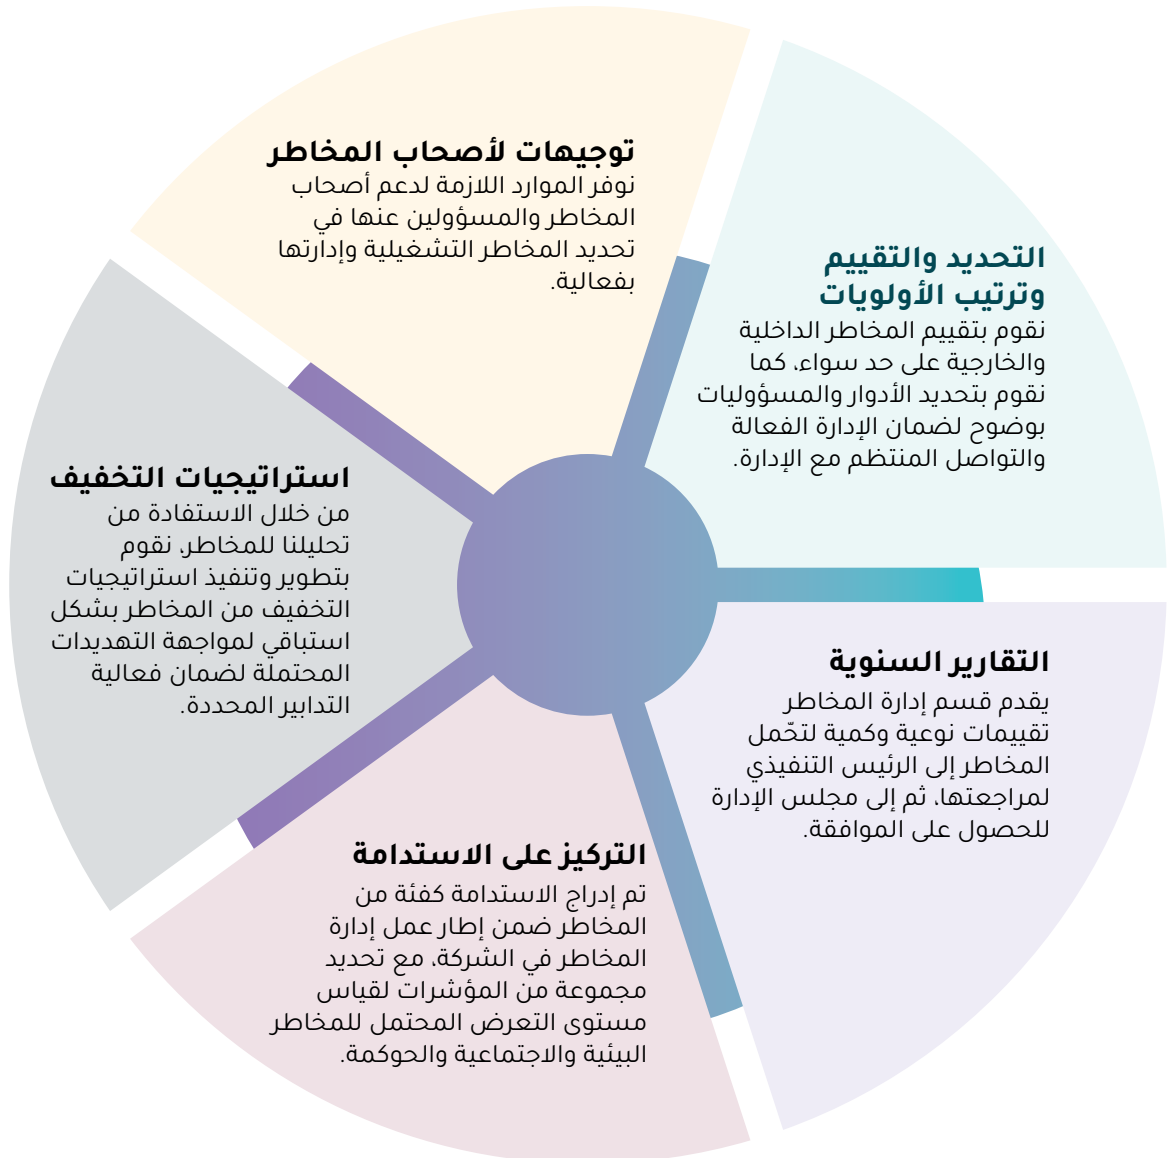 توجيهات لأصحاب المخاطر
نوفر الموارد اللازمة لدعم أصحاب
المخاطر والمسؤولين عنها في
تحديد المخاطر التشغيلية وإدارتها
بفعالية.
التحديد والتقييم
وترتيب الأولويات
نقوم بتقييم المخاطر الداخلية
والخارجية على حد سواء، كما
نقوم بتحديد الأدوار والمسؤوليات
بوضوح لضمان الإدارة الفعالة
والتواصل المنتظم مع الإدارة.
استراتيجيات التخفيف
من خلال الاستفادة من
تحليلنا للمخاطر، نقوم
بتطوير وتنفيذ استراتيجيات
التخفيف من المخاطر بشكل
استباقي لمواجهة التهديدات
المحتملة لضمان فعالية
التدابير المحددة.
التقارير السنوية
يقدم قسم إدارة المخاطر
تقييمات نوعية وكمية لتحّمل
المخاطر إلى الرئيس التنفيذي
لمراجعتها، ثم إلى مجلس الإدارة
للحصول على الموافقة.
التركيز على الاستدامة
تم إدراج الاستدامة كفئة من
المخاطر ضمن إطار عمل إدارة
المخاطر في الشركة، مع تحديد
مجموعة من المؤشرات لقياس
مستوى التعرض المحتمل للمخاطر
البيئية والاجتماعية والحوكمة.